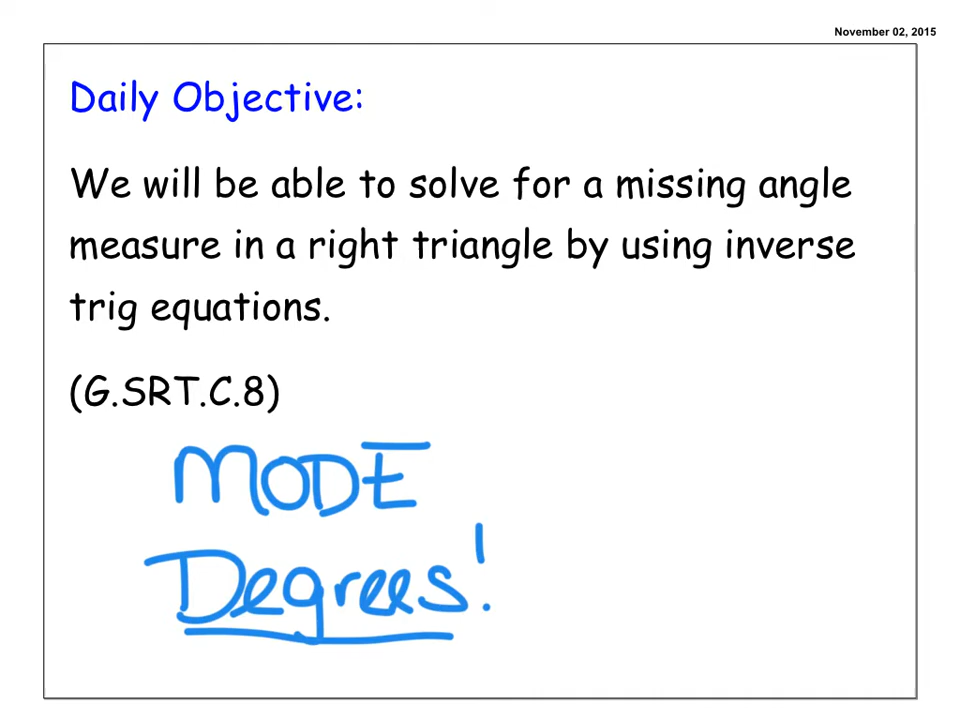 November 02, 2015
Daily Objective:
We will be able to solve for a missing angle
measure in a right triangle by using inverse
trig equations.
(G.SRT.C.8)
MODE
Degrees!